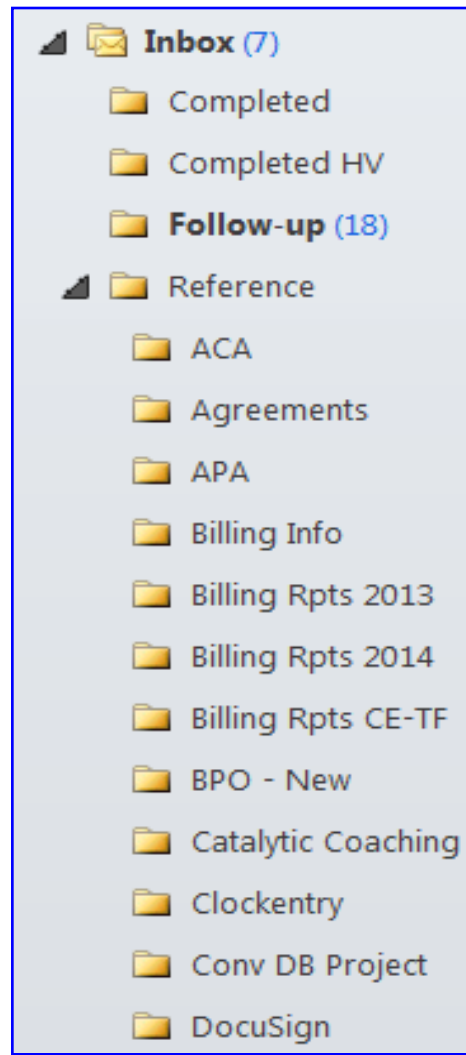 Inbox (7)
Completed
Completed HV
Follow-up (18)
Reference
ACA
Agreements
APA
Billing Info
Billing Rpts 2013
Billing Rpts 2014
Billing Rpts CE-TF
BPO - New
Catalytic Coaching
Clockentry
Conv DB Project
DocuSign